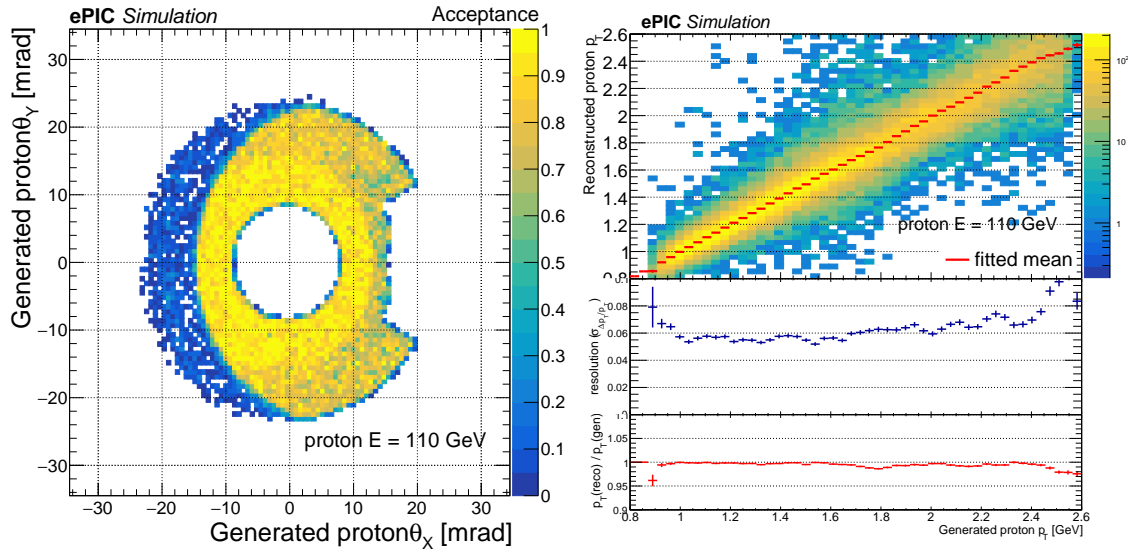 ePIC Simulation Acceptance
Generated protonθY [mrad]
30
20
10
0
−10
−20
−30
−30 −20 −10 0 10 20 30
Generated protonθX [mrad]
proton E = 110 GeV
1
0.9
0.8
0.7
0.6
0.5
0.4
0.3
0.2
0.1
0
ePIC Simulation
Reconstructed proton pT
2.6
2.4
2.2
2
1.8
1.6
1.4
1.2
1
proton E = 110 GeV
fitted mean
10²
10
1
resolution (σΔpT/pT)
0.08
0.06
0.04
0.02
pT(reco) / pT(gen)
1.05
1
0.95
0.9
0.8 1 1.2 1.4 1.6 1.8 2 2.2 2.4 2.6
Generated proton pT [GeV]